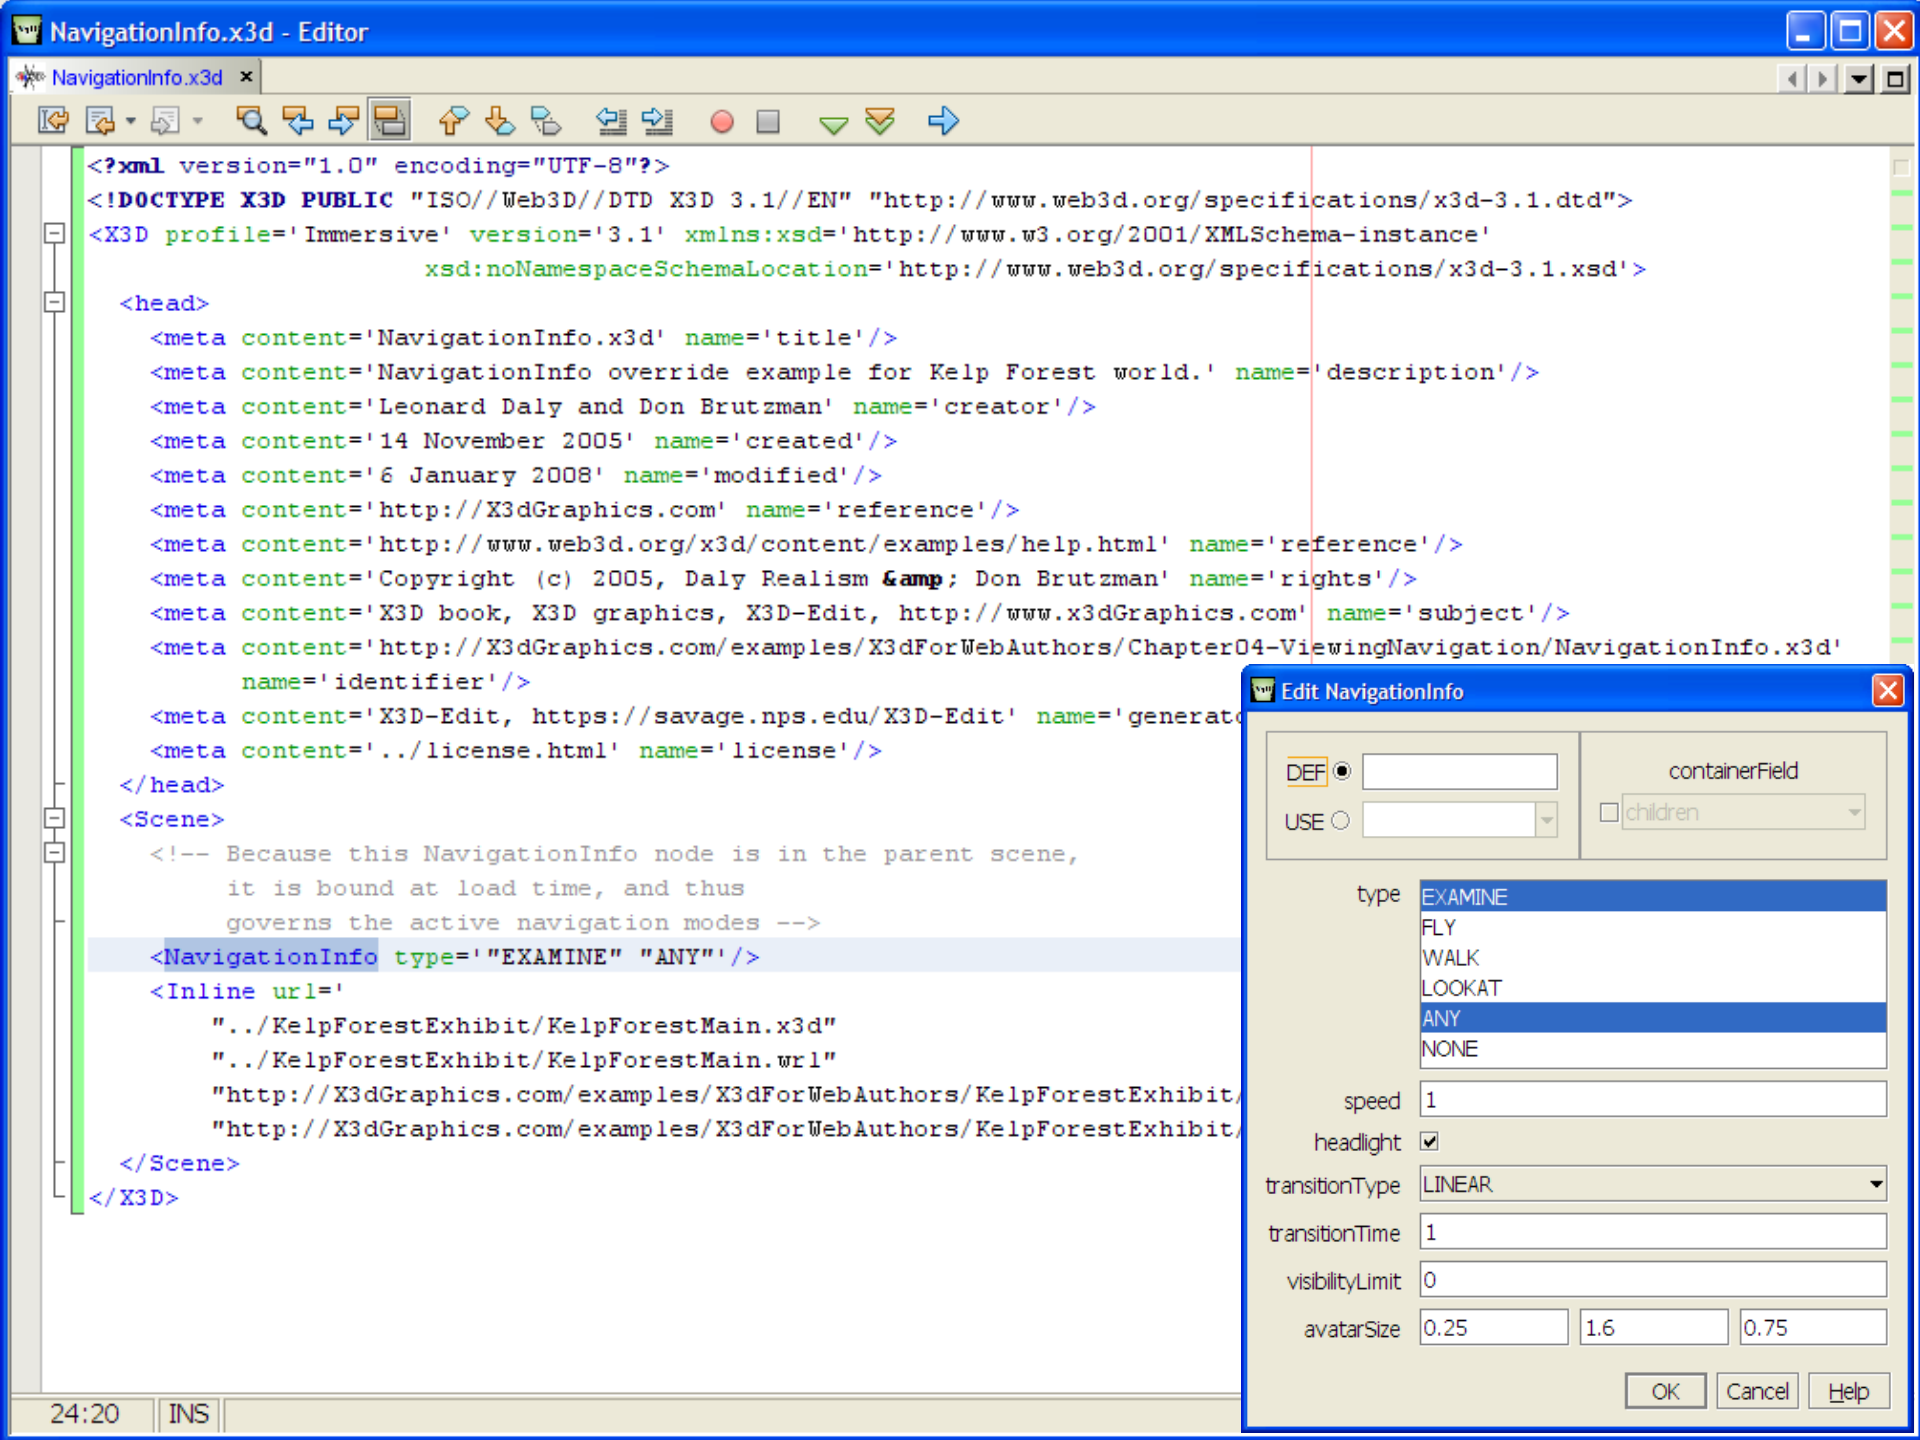 NavigationInfo.x3d - Editor
NavigationInfo.x3d
<?xml version="1.0" encoding="UTF-8"?>
<!DOCTYPE X3D PUBLIC "ISO//Web3D//DTD X3D 3.1//EN" "http://www.web3d.org/specifications/x3d-3.1.dtd">
<X3D profile='Immersive' version='3.1' xmlns:xsd='http://www.w3.org/2001/XMLSchema-instance'
xsd:noNamespaceSchemaLocation='http://www.web3d.org/specifications/x3d-3.1.xsd'>
<head>
<meta content='NavigationInfo.x3d' name='title'/>
<meta content='NavigationInfo override example for Kelp Forest world.' name='description'/>
<meta content='Leonard Daly and Don Brutzman' name='creator'/>
<meta content='14 November 2005' name='created'/>
<meta content='6 January 2008' name='modified'/>
<meta content='http://X3dGraphics.com' name='reference'/>
<meta content='http://www.web3d.org/x3d/content/examples/help.html' name='reference'/>
<meta content='Copyright (c) 2005, Daly Realism &amp; Don Brutzman' name='rights'/>
<meta content='X3D book, X3D graphics, X3D-Edit, http://www.x3dGraphics.com' name='subject'/>
<meta content='http://X3dGraphics.com/examples/X3dForWebAuthors/Chapter04-ViewingNavigation/NavigationInfo.x3d'
name='identifier'/>
<meta content='X3D-Edit, https://savage.nps.edu/X3D-Edit' name='generato
<meta content='../license.html' name='license'/>
</head>
<Scene>
<!-- Because this NavigationInfo node is in the parent scene,
it is bound at load time, and thus
governs the active navigation modes -->
<NavigationInfo type='"EXAMINE" "ANY"'/>
<Inline url='
"../KelpForestExhibit/KelpForestMain.x3d"
"../KelpForestExhibit/KelpForestMain.wrl"
"http://X3dGraphics.com/examples/X3dForWebAuthors/KelpForestExhibit/
"http://X3dGraphics.com/examples/X3dForWebAuthors/KelpForestExhibit/
</Scene>
</X3D>
24:20 INS
Edit NavigationInfo
DEF
USE
containerField
children
type
EXAMINE
FLY
WALK
LOOKAT
ANY
NONE
speed 1
headlight
transitionType LINEAR
transitionTime 1
visibilityLimit 0
avatarSize 0.25 1.6 0.75
OK Cancel Help